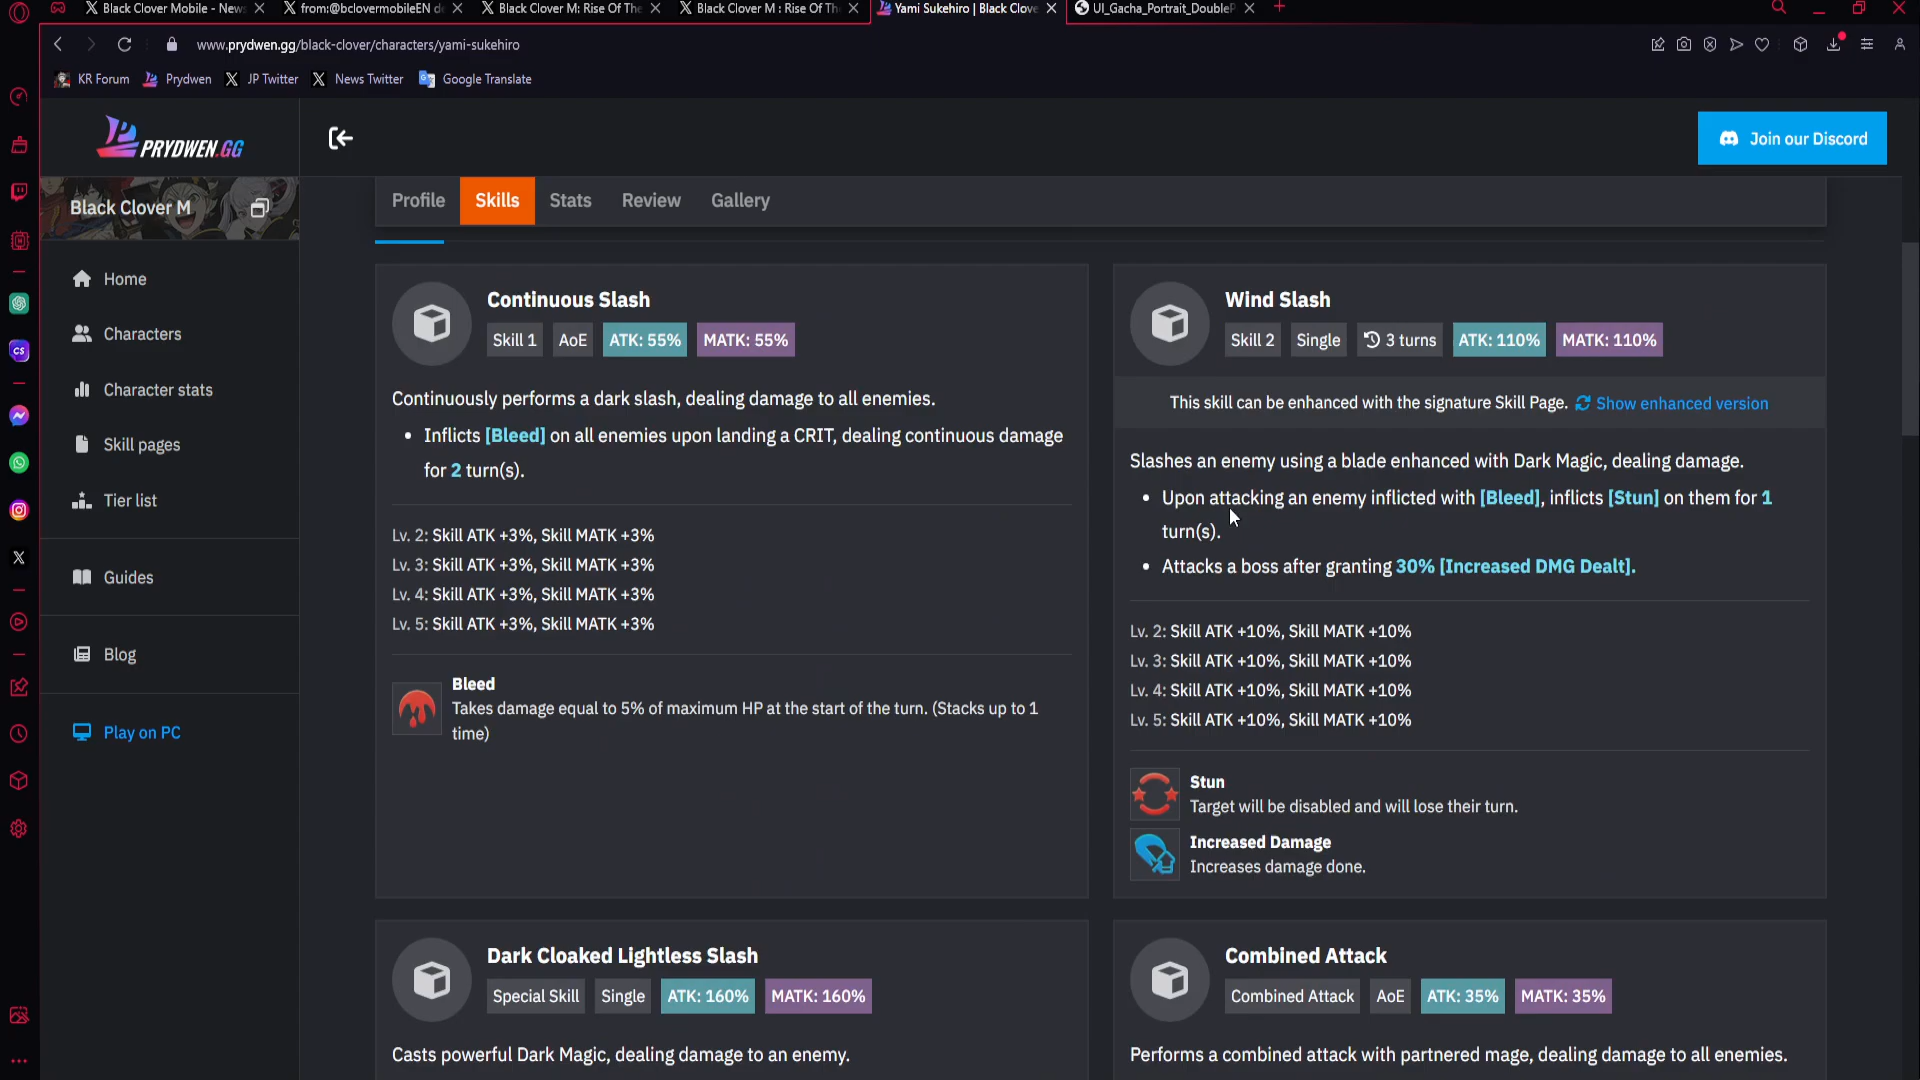 Black Clover Mobile - New
from:@bclovermobileEN
Black Clover M: Rise Of The
Black Clover M : Rise Of Th
Yami Sukehiro | Black Clove
UI_Gacha_Portrait_DoubleP
www.prydwen.gg/black-clover/characters/yami-sukehiro
KR Forum
Prydwen
JP Twitter
News Twitter
Google Translate
PRYDWEN.GG
Join our Discord
Black Clover M
Profile
Skills
Stats
Review
Gallery
Home
Characters
Character stats
Skill pages
Tier list
Guides
Blog
Play on PC
CS
Continuous Slash
Skill 1
AoE
ATK: 55%
MATK: 55%
Continuously performs a dark slash, dealing damage to all enemies.
• Inflicts [Bleed] on all enemies upon landing a CRIT, dealing continuous damage
for 2 turn(s).
Lv. 2: Skill ATK +3%, Skill MATK +3%
Lv. 3: Skill ATK +3%, Skill MATK +3%
Lv. 4: Skill ATK +3%, Skill MATK +3%
Lv. 5: Skill ATK +3%, Skill MATK +3%
Bleed
Takes damage equal to 5% of maximum HP at the start of the turn. (Stacks up to 1
time)
Wind Slash
Skill 2
Single
3 turns
ATK: 110%
MATK: 110%
This skill can be enhanced with the signature Skill Page. Show enhanced version
Slashes an enemy using a blade enhanced with Dark Magic, dealing damage.
• Upon attacking an enemy inflicted with [Bleed], inflicts [Stun] on them for 1
turn(s).
• Attacks a boss after granting 30% [Increased DMG Dealt].
Lv. 2: Skill ATK +10%, Skill MATK +10%
Lv. 3: Skill ATK +10%, Skill MATK +10%
Lv. 4: Skill ATK +10%, Skill MATK +10%
Lv. 5: Skill ATK +10%, Skill MATK +10%
Stun
Target will be disabled and will lose their turn.
Increased Damage
Increases damage done.
Dark Cloaked Lightless Slash
Special Skill
Single
ATK: 160%
MATK: 160%
Casts powerful Dark Magic, dealing damage to an enemy.
Combined Attack
Combined Attack
AoE
ATK: 35%
MATK: 35%
Performs a combined attack with partnered mage, dealing damage to all enemies.